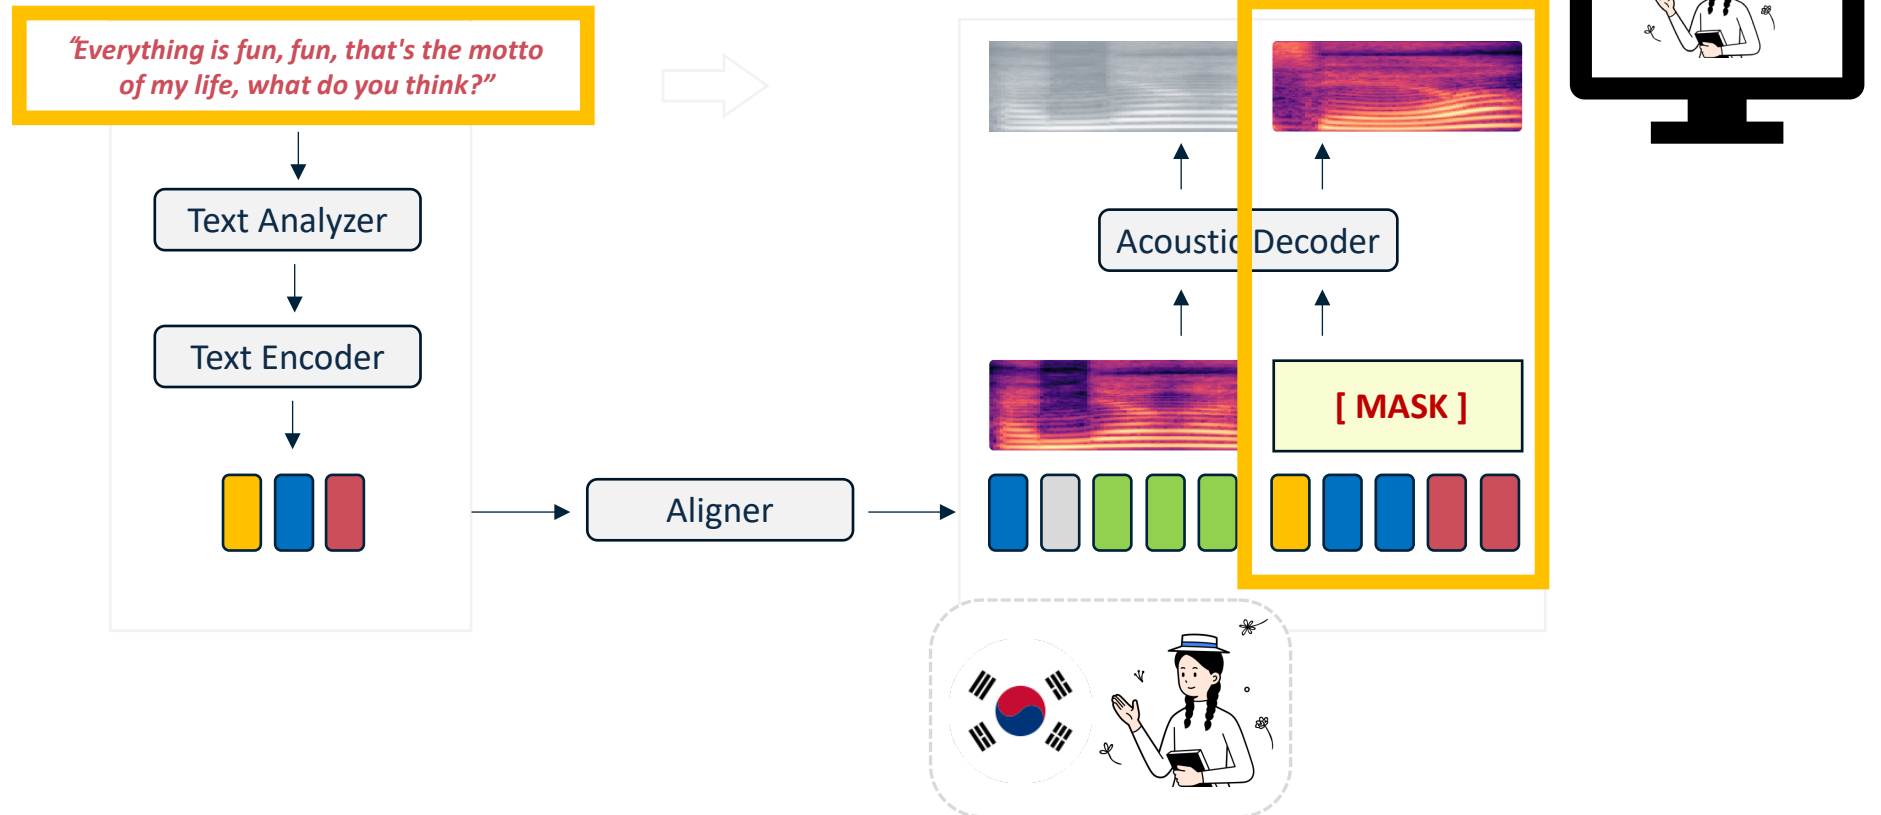 “Everything is fun, fun, that's the motto
of my life, what do you think?”
Text Analyzer
Text Encoder
Aligner
Acoustic Decoder
[ MASK ]